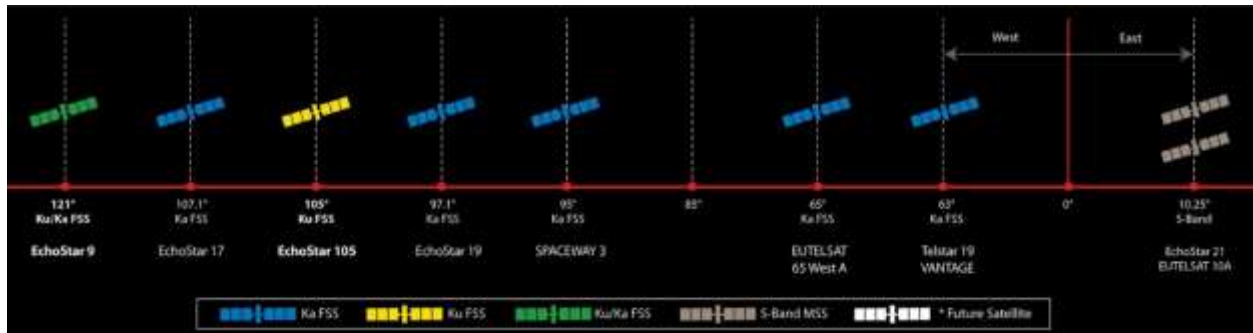 West
East
121°
Ku/Ka FSS
EchoStar 9
107.1°
Ka FSS
EchoStar 17
105°
Ku FSS
EchoStar 105
97.1°
Ka FSS
EchoStar 19
95°
Ka FSS
SPACEWAY 3
85°
65°
Ka FSS
EUTELSAT
65 West A
63°
Ka FSS
Telstar 19
VANTAGE
0°
10.25°
S-Band
EchoStar 21
EUTELSAT 10A
Ka FSS
Ku FSS
Ku/Ka FSS
S-Band MSS
* Future Satellite